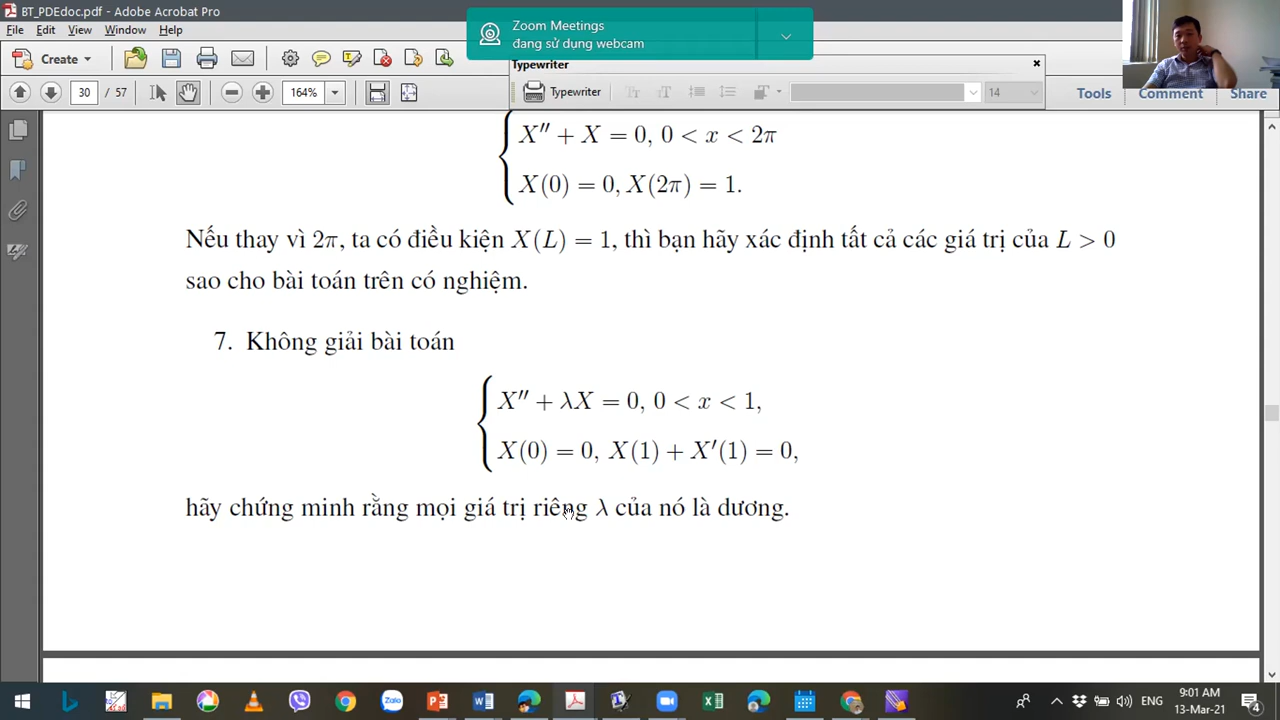 BT_PDEdoc.pdf - Adobe Acrobat Pro
Zoom Meetings
đang sử dụng webcam
File Edit View Window Help
Create
Typewriter
30 / 57
164%
Typewriter
14
Tools Comment Share
X″ + X = 0, 0 < x < 2π
X(0) = 0, X(2π) = 1.
Nếu thay vì 2π, ta có điều kiện X(L) = 1, thì bạn hãy xác định tất cả các giá trị của L > 0
sao cho bài toán trên có nghiệm.
7. Không giải bài toán
X″ + λX = 0, 0 < x < 1,
X(0) = 0, X(1) + X′(1) = 0,
hãy chứng minh rằng mọi giá trị riêng λ của nó là dương.
Zalo
ENG
9:01 AM
13-Mar-21
4